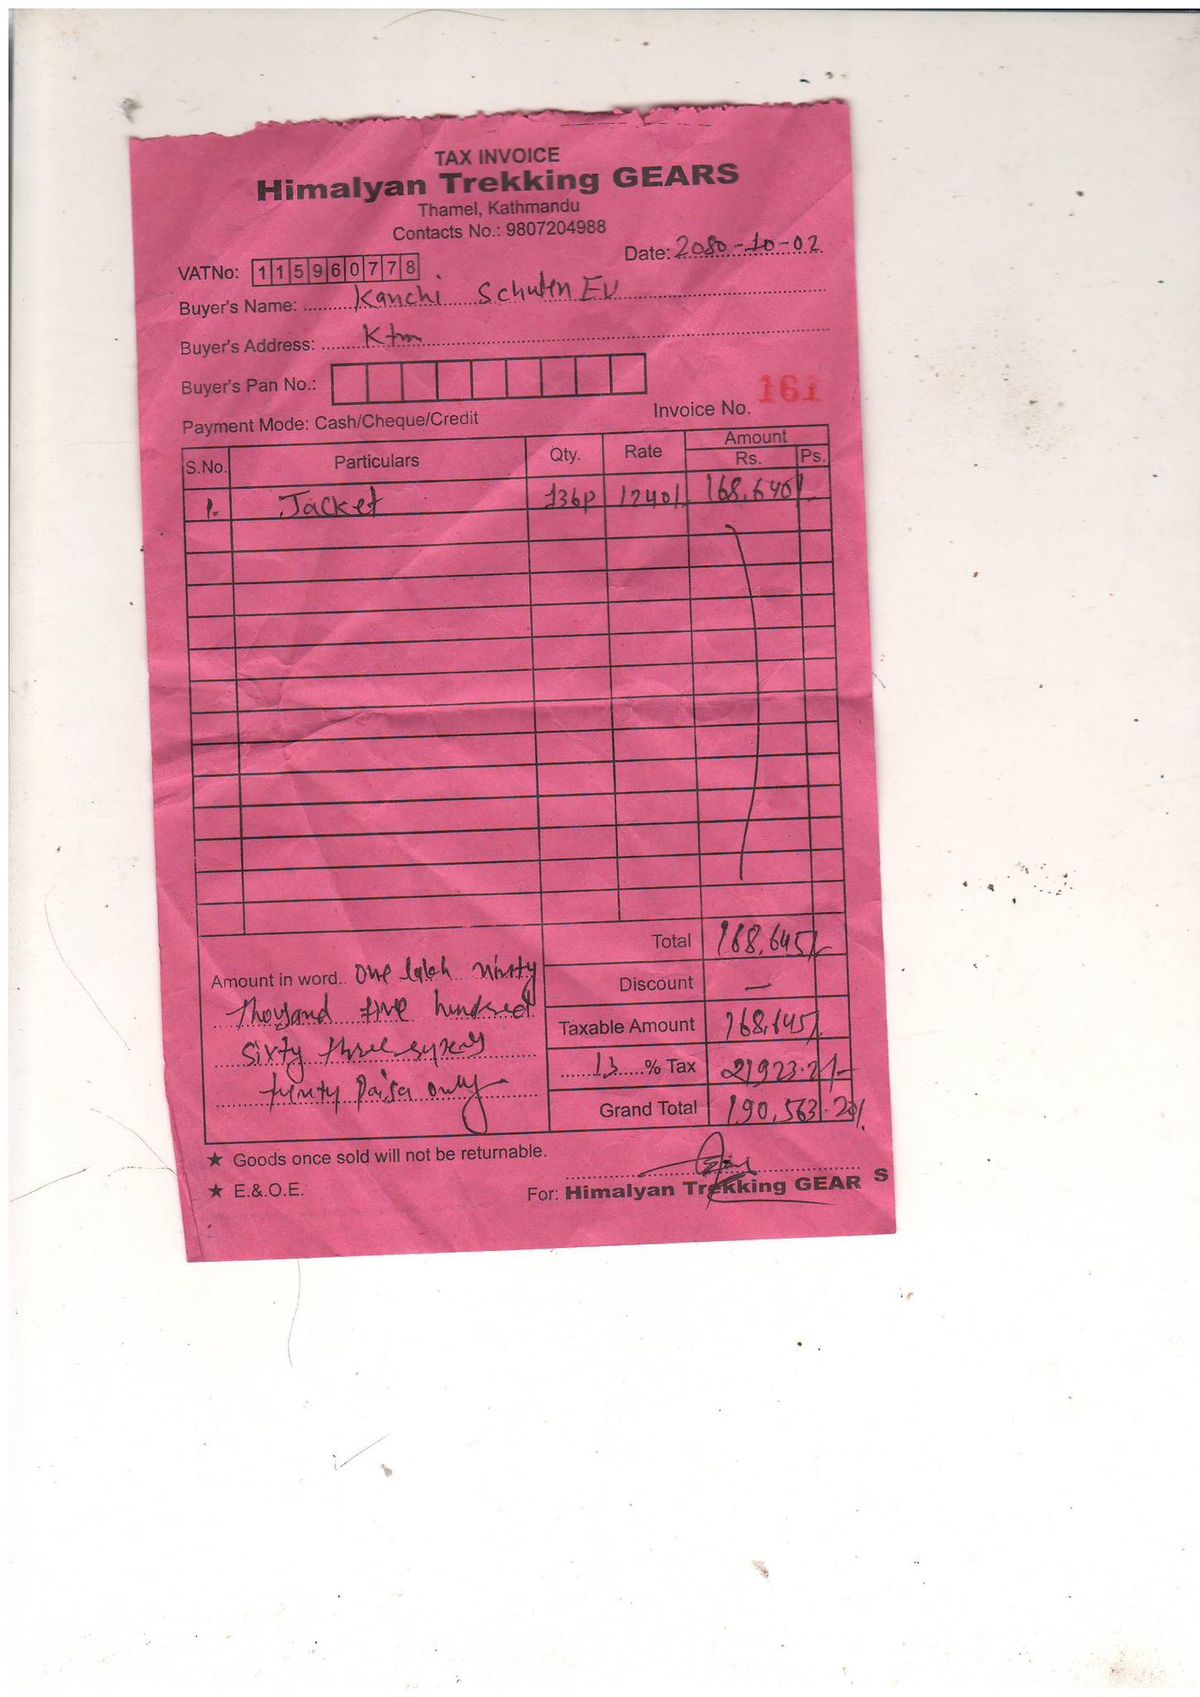 TAX INVOICE
Himalyan Trekking GEARS
Thamel, Kathmandu
Contacts No.: 9807204988
Date: 2080-10-02
VATNo: 115960778
Buyer's Name: Kanchi Schulen EV
Buyer's Address: Ktm
Buyer's Pan No.:
Payment Mode: Cash/Cheque/Credit Invoice No. 161
S.No. Particulars Qty. Rate Amount
Rs. Ps.
1. Jacket 136p 1240/- 168,640/-
Total 168,645/-
Amount in word.. One lakh ninty
Discount —
thousand five hundred
Taxable Amount 168,645/-
sixty three rupees
13 % Tax 21923.2/-
twenty paisa only
Grand Total 190,563.20/.
★ Goods once sold will not be returnable.
★ E.&.O.E.
For: Himalyan Trekking GEAR S